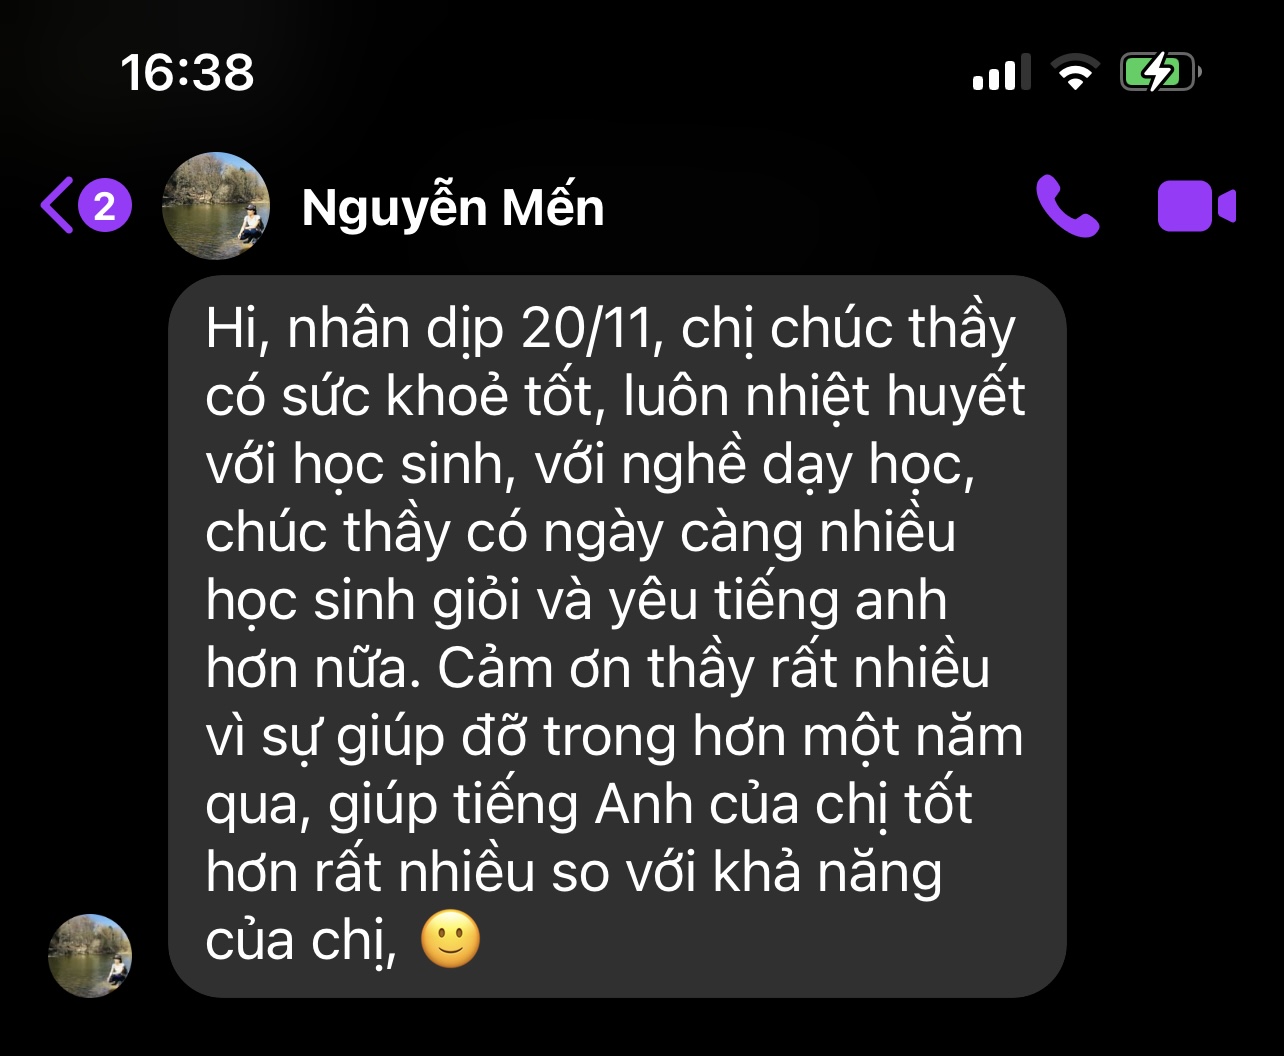 16:38
2
Nguyễn Mến
Hi, nhân dịp 20/11, chị chúc thầy
có sức khoẻ tốt, luôn nhiệt huyết
với học sinh, với nghề dạy học,
chúc thầy có ngày càng nhiều
học sinh giỏi và yêu tiếng anh
hơn nữa. Cảm ơn thầy rất nhiều
vì sự giúp đỡ trong hơn một năm
qua, giúp tiếng Anh của chị tốt
hơn rất nhiều so với khả năng
của chị, 🙂